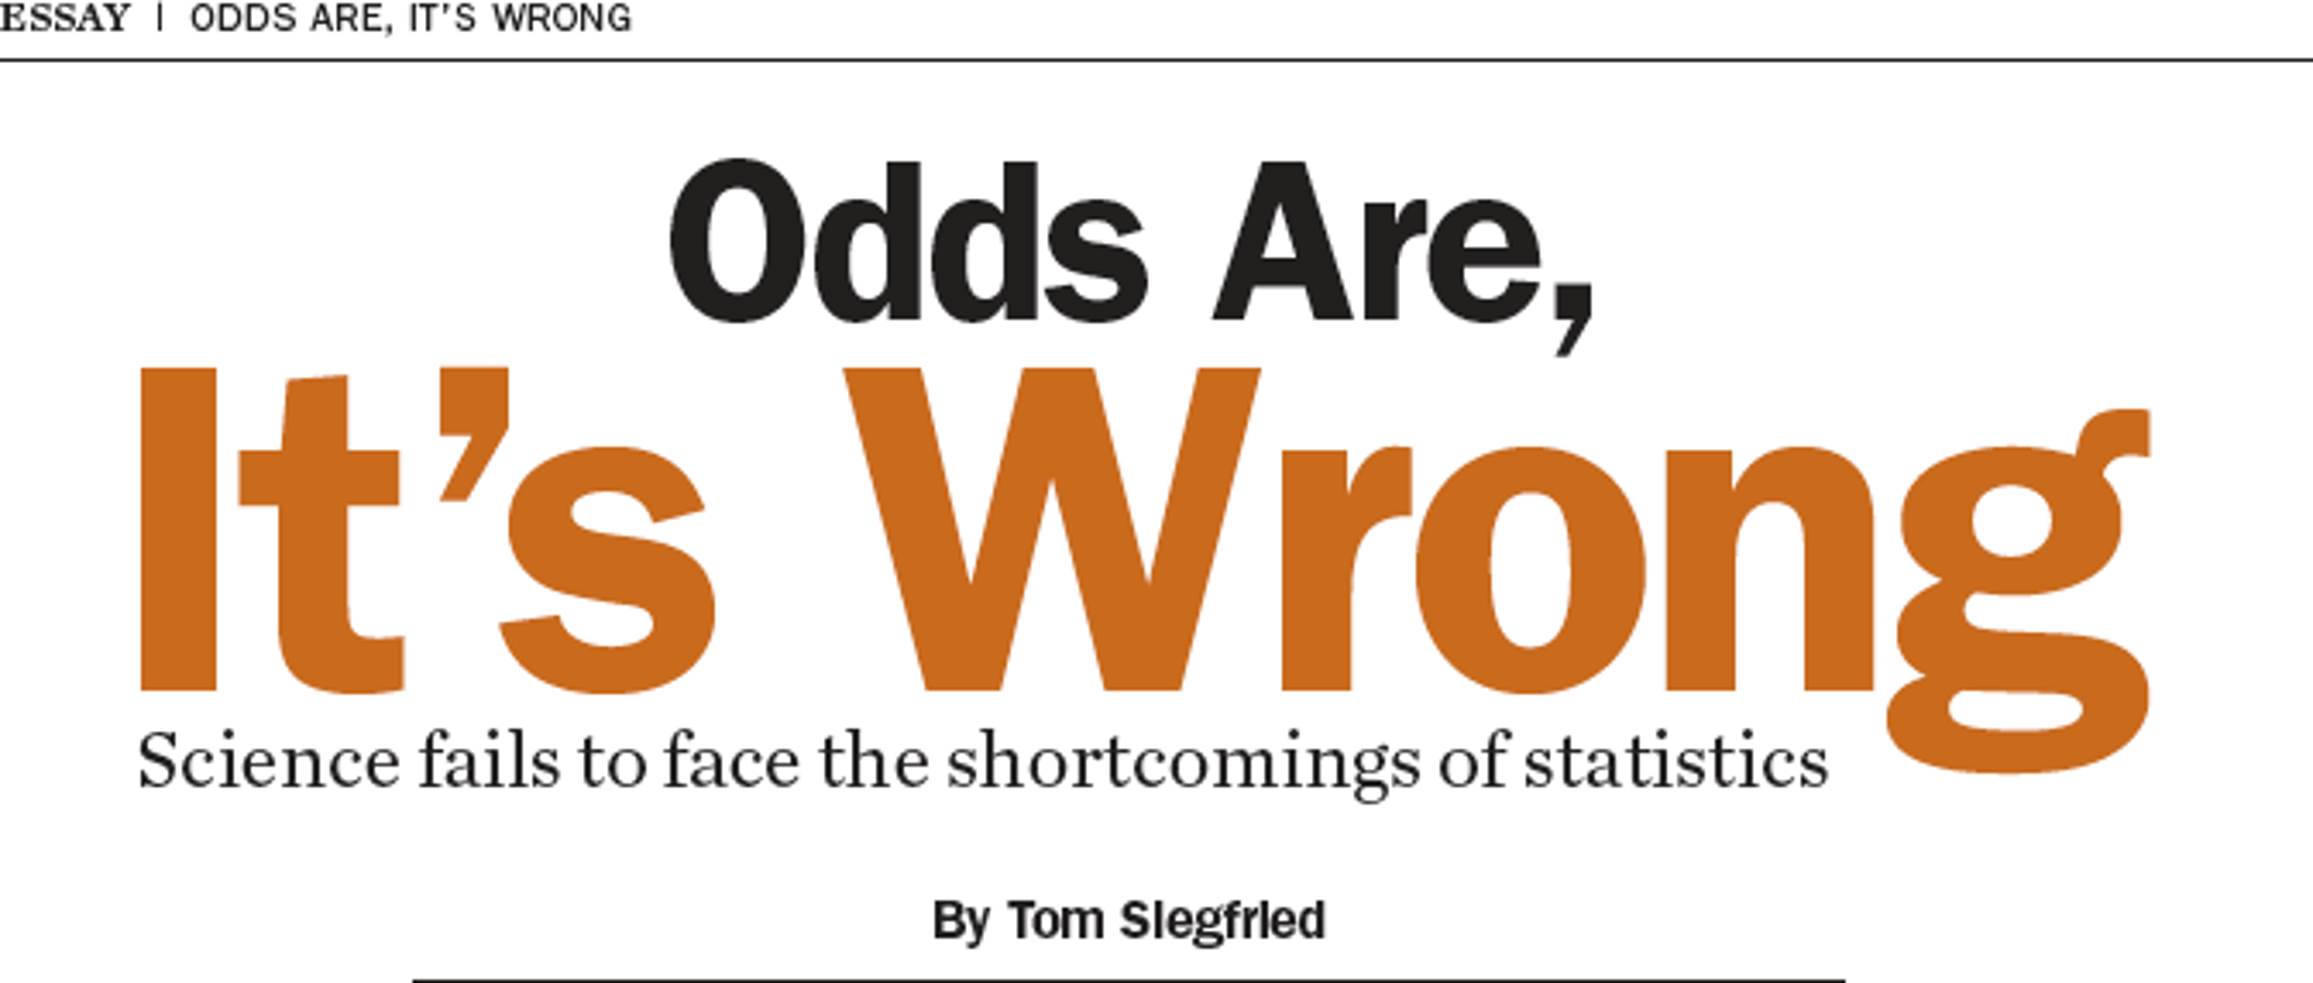 ESSAY | ODDS ARE, IT’S WRONG
Odds Are,
It’s Wrong
Science fails to face the shortcomings of statistics
By Tom Siegfried